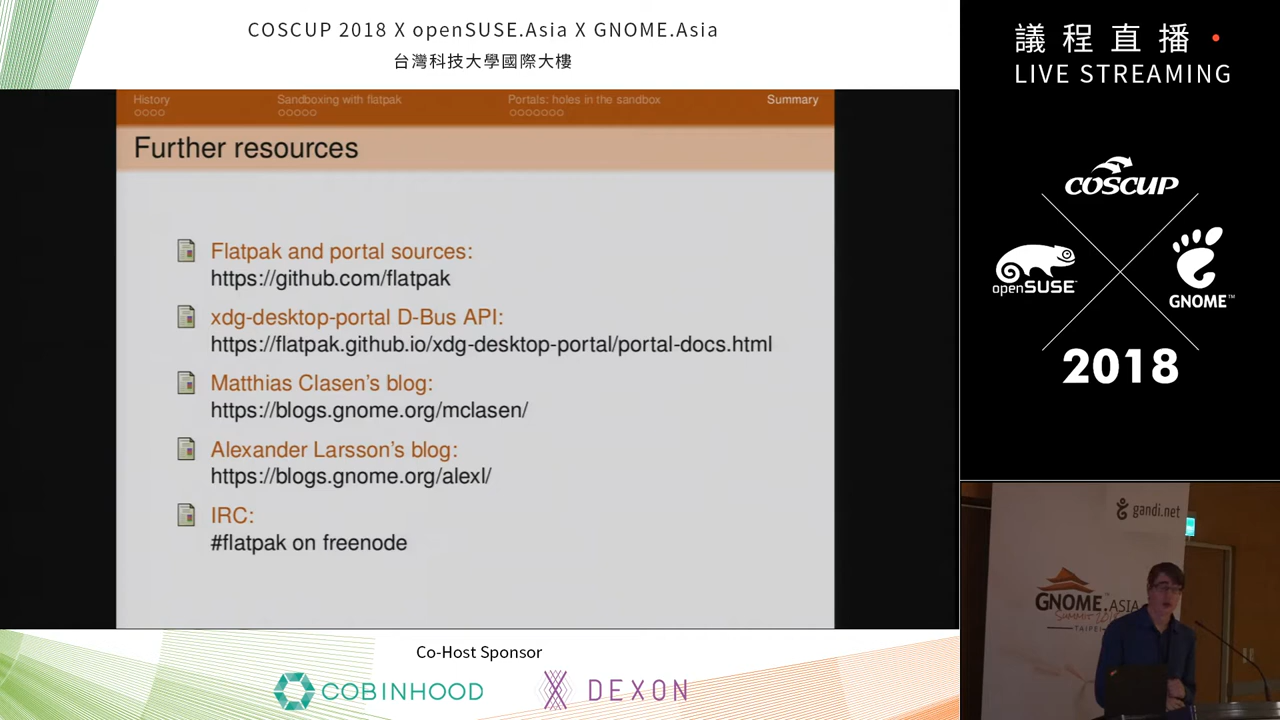 COSCUP 2018 X openSUSE.Asia X GNOME.Asia
台灣科技大學國際大樓
History
Sandboxing with flatpak
Portals: holes in the sandbox
Summary
Further resources
Flatpak and portal sources:
https://github.com/flatpak
xdg-desktop-portal D-Bus API:
https://flatpak.github.io/xdg-desktop-portal/portal-docs.html
Matthias Clasen's blog:
https://blogs.gnome.org/mclasen/
Alexander Larsson's blog:
https://blogs.gnome.org/alexl/
IRC:
#flatpak on freenode
Co-Host Sponsor
COBINHOOD
DEXON
議程直播
LIVE STREAMING
COSCUP
openSUSE
GNOME™
2018
gandi.net
GNOME.ASIA
TAIPEI